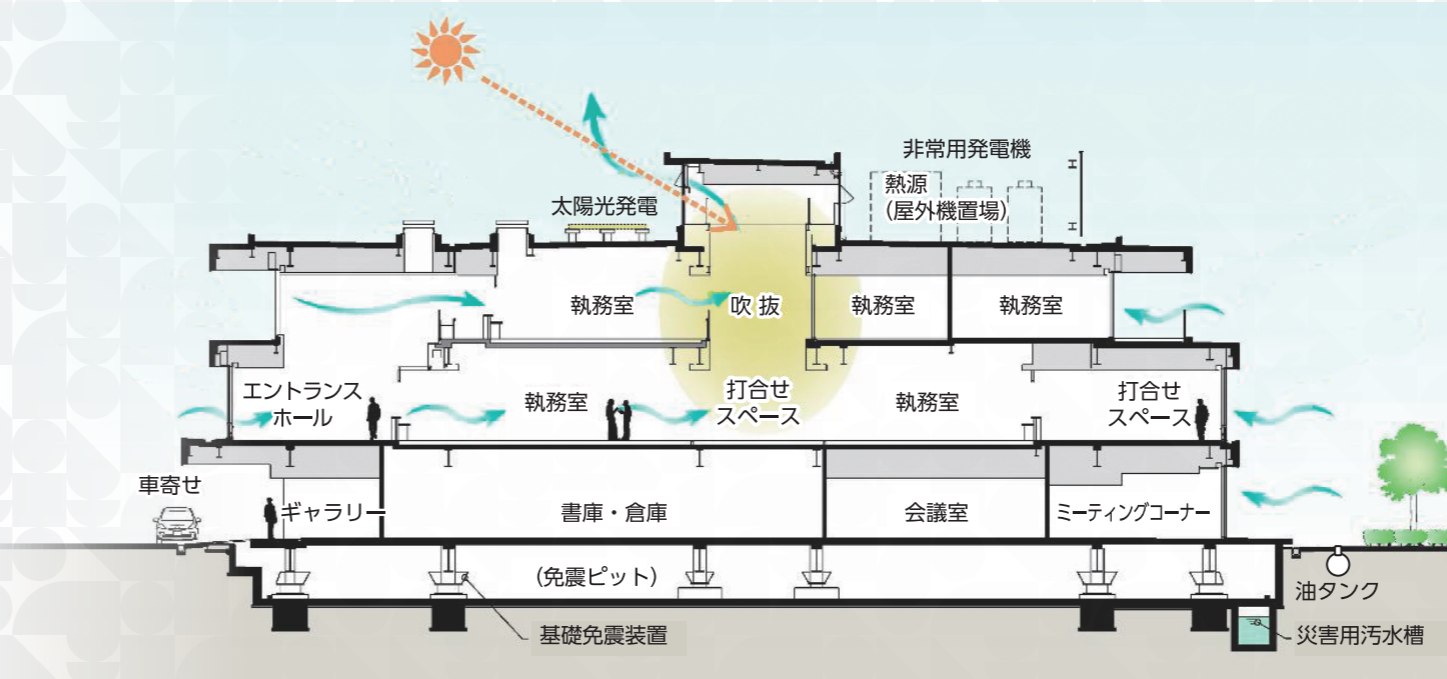 非常用発電機
熱源
(屋外機置場)
太陽光発電
執務室
吹 抜
執務室
執務室
エントランス
ホール
執務室
打合せ
スペース
執務室
打合せ
スペース
車寄せ
ギャラリー
書庫・倉庫
会議室
ミーティングコーナー
(免震ピット)
油タンク
基礎免震装置
災害用汚水槽